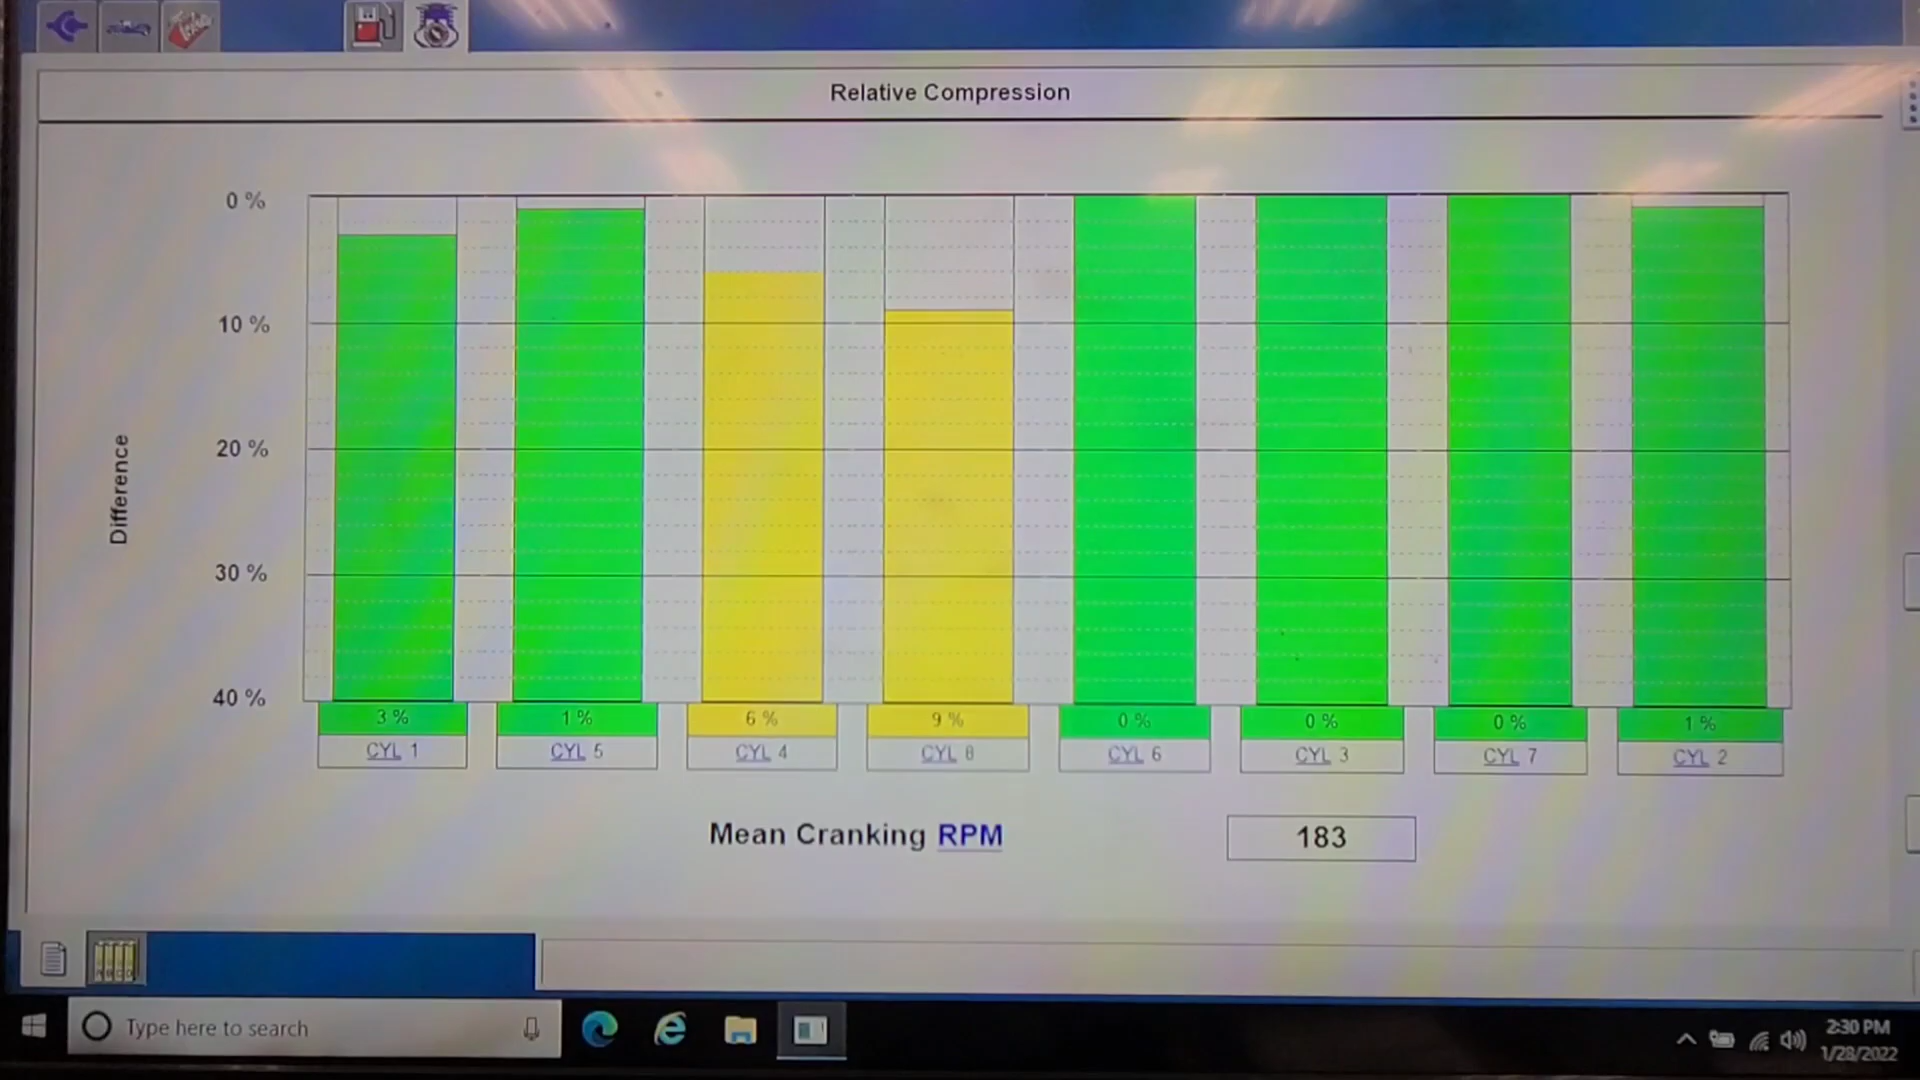 Relative Compression
0 %
10 %
20 %
30 %
40 %
Difference
3 % 1 % 6 % 9 % 0 % 0 % 0 % 1 %
CYL 1 CYL 5 CYL 4 CYL 8 CYL 6 CYL 3 CYL 7 CYL 2
Mean Cranking RPM 183
Type here to search
2:30 PM
1/28/2022